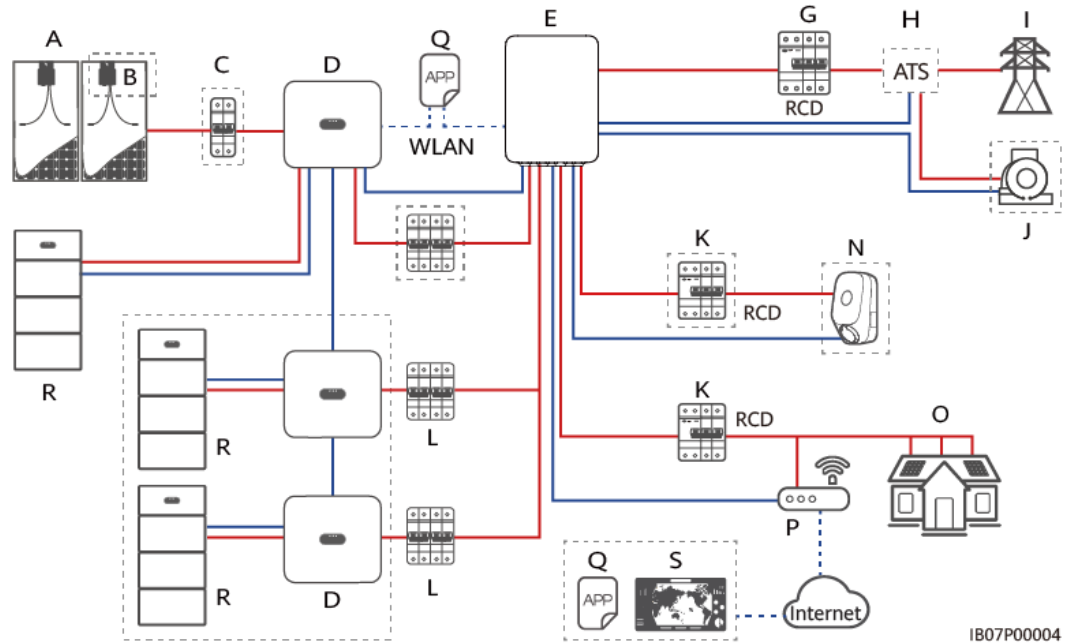 A
B
C
D
Q
APP
WLAN
E
G
RCD
H
ATS
I
J
K
RCD
N
R
R
L
K
RCD
O
P
R
D
L
Q
APP
S
Internet
IB07P00004